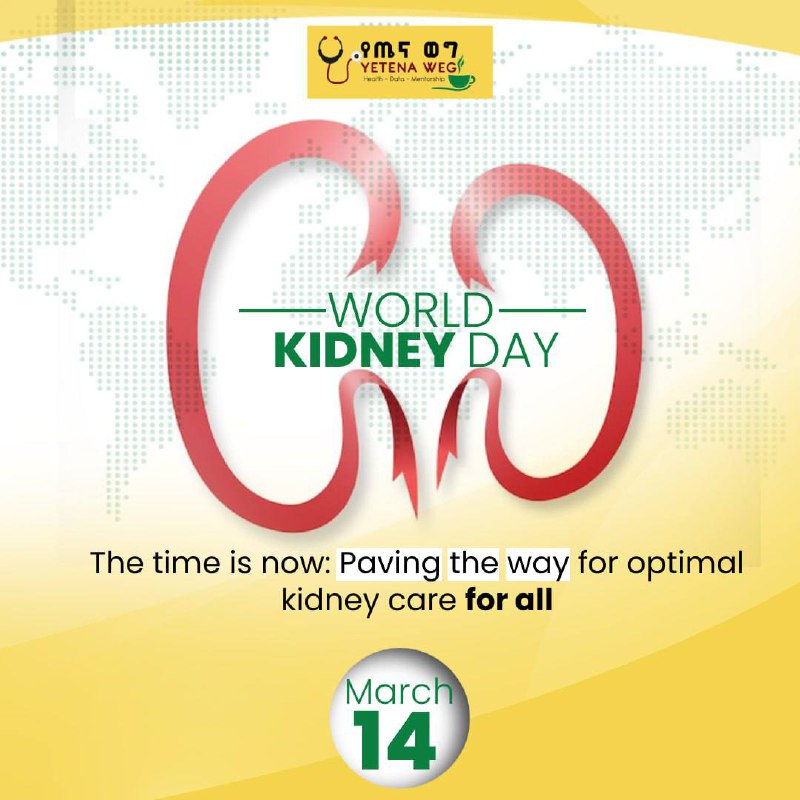 የጤና ወግ
YETENA WEG
Health - Data - Mentorship
WORLD
KIDNEY DAY
The time is now: Paving the way for optimal
kidney care for all
March
14